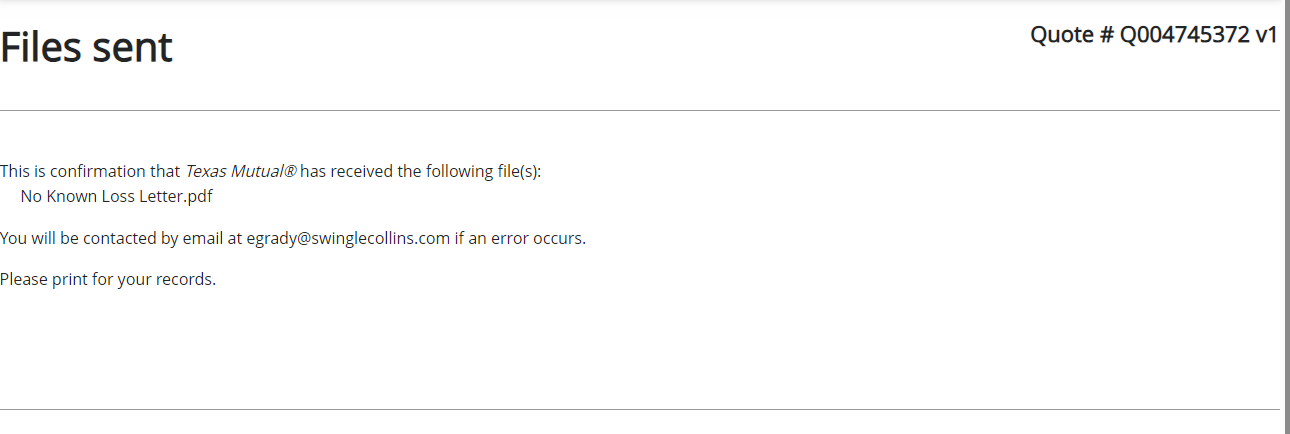 Files sent
Quote # Q004745372 v1
This is confirmation that Texas Mutual® has received the following file(s):
No Known Loss Letter.pdf
You will be contacted by email at egrady@swinglecollins.com if an error occurs.
Please print for your records.